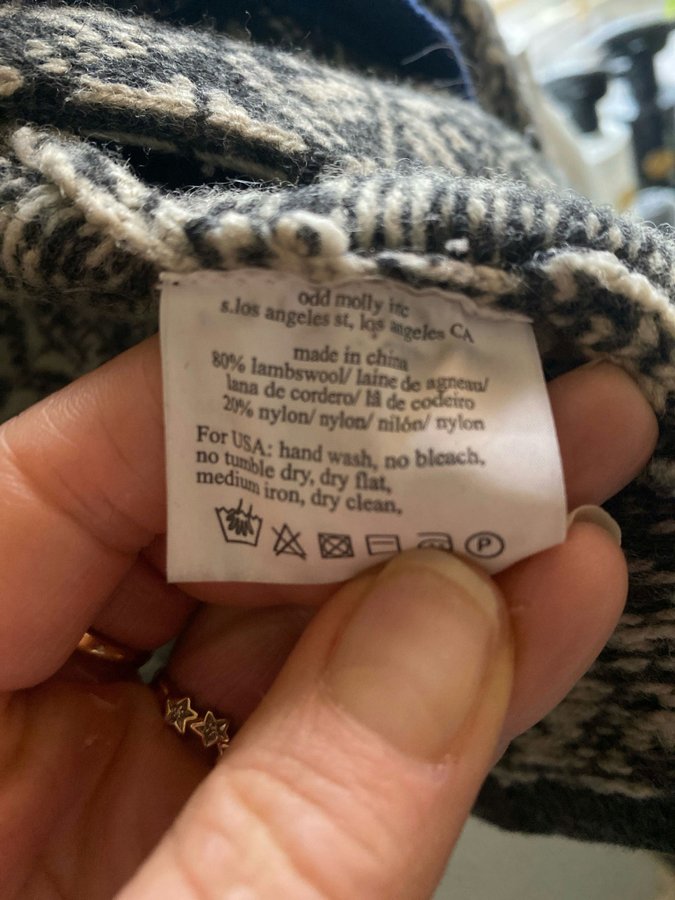 odd molly inc
s.los angeles st, los angeles CA
made in china
80% lambswool/ laine de agneau/
lana de cordero/ lã de codeiro
20% nylon/ nylon/ nilón/ nylon
For USA: hand wash, no bleach,
no tumble dry, dry flat,
medium iron, dry clean,
P